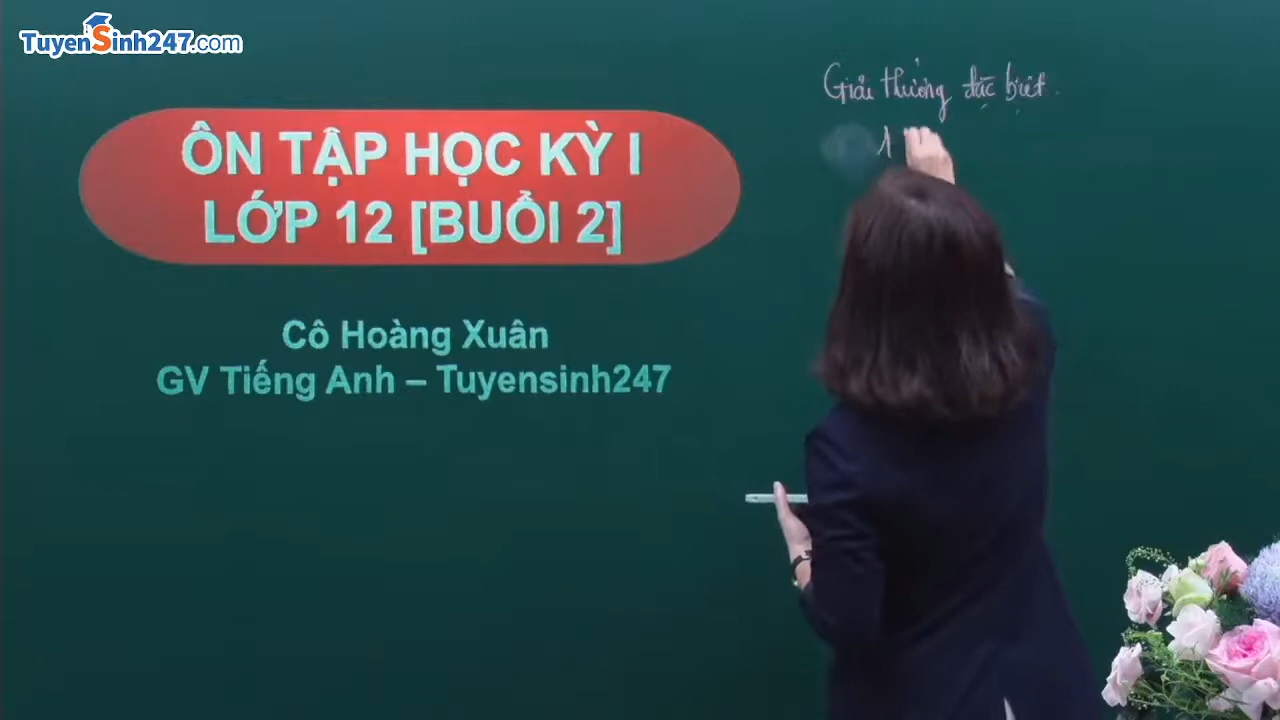 TuyenSinh247.com
Giải thưởng đặc biệt.
1
ÔN TẬP HỌC KỲ I
LỚP 12 [BUỔI 2]
Cô Hoàng Xuân
GV Tiếng Anh – Tuyensinh247